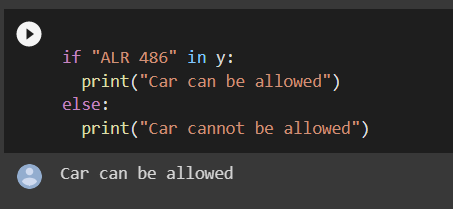 if "ALR 486" in y:
print("Car can be allowed")
else:
print("Car cannot be allowed")
Car can be allowed